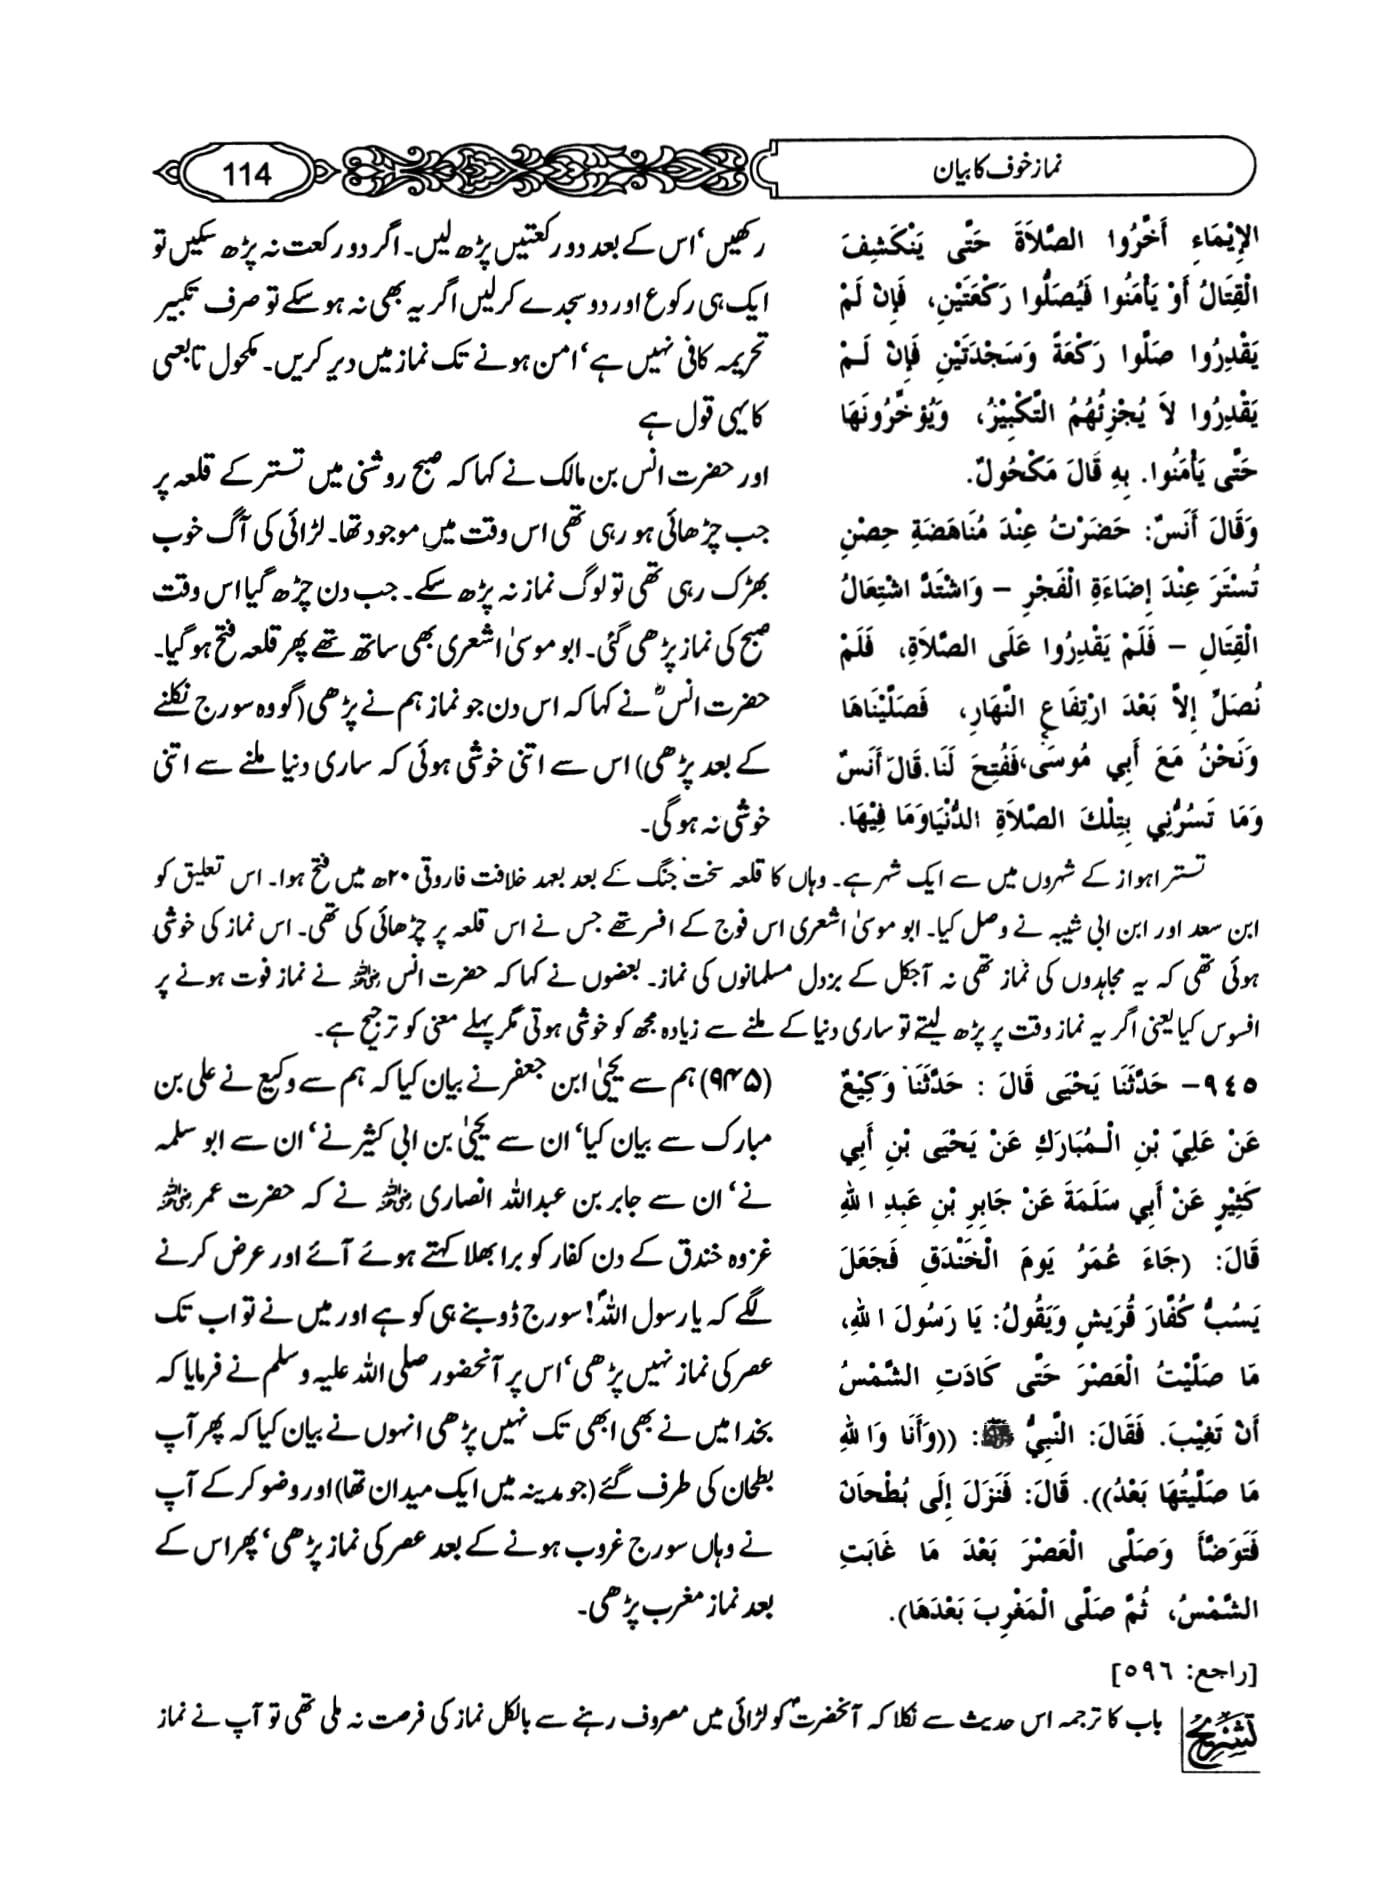 نماز خوف کا بیان
114
الإِيْمَاءِ أَخَّرُوا الصَّلاَةَ حَتَّى يَنْكَشِفَ
الْقِتَالُ أَوْ يَأْمَنُوا فَيُصَلُّوا رَكْعَتَيْنِ، فَإِنْ لَمْ
يَقْدِرُوا صَلَّوا رَكْعَةً وَسَجْدَتَيْنِ فَإِنْ لَـمْ
يَقْدِرُوا لاَ يُجْزِئُهُمُ التَّكْبِيْرُ، وَيُؤَخِّرُونَهَا
حَتَّى يَأْمَنُوا. بِهِ قَالَ مَكْحُولٌ.
وَقَالَ أَنَسٌ: حَضَرْتُ عِنْدَ مُنَاهَضَةِ حِصْنِ
تُسْتَرَ عِنْدَ إِضَاءَةِ الْفَجْرِ – وَاشْتَدَّ اشْتِعَالُ
الْقِتَالِ – فَلَمْ يَقْدِرُوا عَلَى الصَّلاَةِ، فَلَمْ
نُصَلِّ إِلاَّ بَعْدَ ارْتِفَاعِ النَّهَارِ، فَصَلَّيْنَاهَا
وَنَحْنُ مَعَ أَبِي مُوسَى، فَفُتِحَ لَنَا. قَالَ أَنَسٌ
وَمَا تَسُرُّنِي بِتِلْكَ الصَّلاَةِ الدُّنْيَا وَمَا فِيْهَا.
رکھیں‘ اس کے بعد دو رکعتیں پڑھ لیں۔ اگر دو رکعت نہ پڑھ سکیں تو
ایک ہی رکوع اور دو سجدے کر لیں اگر یہ بھی نہ ہو سکے تو صرف تکبیر
تحریمہ کافی نہیں ہے‘ امن ہونے تک نماز میں دیر کریں۔ مکحول تابعی
کا یہی قول ہے
اور حضرت انس بن مالک نے کہا کہ صبح روشنی میں تستر کے قلعہ پر
جب چڑھائی ہو رہی تھی اس وقت میں موجود تھا۔ لڑائی کی آگ خوب
بھڑک رہی تھی تو لوگ نماز نہ پڑھ سکے۔ جب دن چڑھ گیا اس وقت
صبح کی نماز پڑھی گئی۔ ابو موسیٰ اشعری بھی ساتھ تھے پھر قلعہ فتح ہو گیا۔
حضرت انسؓ نے کہا کہ اس دن جو نماز ہم نے پڑھی (گو وہ سورج نکلنے
کے بعد پڑھی) اس سے اتنی خوشی ہوئی کہ ساری دنیا ملنے سے اتنی
خوشی نہ ہو گی۔
تستر اہواز کے شہروں میں سے ایک شہر ہے۔ وہاں کا قلعہ سخت جنگ کے بعد بعہد خلافت فاروقی ۲۰ھ میں فتح ہوا۔ اس تعلیق کو
ابن سعد اور ابن ابی شیبہ نے وصل کیا۔ ابو موسیٰ اشعری اس فوج کے افسر تھے جس نے اس قلعہ پر چڑھائی کی تھی۔ اس نماز کی خوشی
ہوئی تھی کہ یہ مجاہدوں کی نماز تھی نہ آجکل کے بزدل مسلمانوں کی نماز۔ بعضوں نے کہا کہ حضرت انس رضی اللہ عنہ نے نماز فوت ہونے پر
افسوس کیا یعنی اگر یہ نماز وقت پر پڑھ لیتے تو ساری دنیا کے ملنے سے زیادہ مجھ کو خوشی ہوتی مگر پہلے معنی کو ترجیح ہے۔
٩٤٥– حَدَّثَنَا يَحْيَى قَالَ : حَدَّثَنَا وَكِيْعٌ
عَنْ عَلِيِّ بْنِ الْـمُبَارَكِ عَنْ يَحْيَى بْنِ أَبِي
كَثِيْرٍ عَنْ أَبِي سَلَمَةَ عَنْ جَابِرِ بْنِ عَبدِ اللهِ
قَالَ: (جَاءَ عُمَرُ يَومَ الْخَنْدَقِ فَجَعَلَ
يَسُبُّ كُفَّارَ قُرَيشٍ وَيَقُولُ: يَا رَسُولَ اللهِ،
مَا صَلَّيْتُ الْعَصْرَ حَتَّى كَادَتِ الشَّمْسُ
أَنْ تَغِيْبَ. فَقَالَ: النَّبِيُّ ﷺ: ((وَأَنَا وَاللهِ
مَا صَلَّيتُهَا بَعْدُ)). قَالَ: فَنَزَلَ إِلَى بُطْحَانَ
فَتَوَضَّأَ وَصَلَّى الْعَصْرَ بَعْدَ مَا غَابَتِ
الشَّمْسُ، ثُمَّ صَلَّى الْمَغْرِبَ بَعْدَهَا).
[راجع: ٥٩٦]
(۹۴۵) ہم سے یحییٰ ابن جعفر نے بیان کیا کہ ہم سے وکیع نے علی بن
مبارک سے بیان کیا‘ ان سے یحییٰ بن ابی کثیر نے‘ ان سے ابو سلمہ
نے‘ ان سے جابر بن عبداللہ انصاری رضی اللہ عنہ نے کہ حضرت عمر رضی اللہ عنہ
غزوہ خندق کے دن کفار کو برا بھلا کہتے ہوئے آئے اور عرض کرنے
لگے کہ یا رسول اللہؐ! سورج ڈوبنے ہی کو ہے اور میں نے تو اب تک
عصر کی نماز نہیں پڑھی‘ اس پر آنحضور صلی اللہ علیہ وسلم نے فرمایا کہ
بخدا میں نے بھی ابھی تک نہیں پڑھی انہوں نے بیان کیا کہ پھر آپ
بطحان کی طرف گئے (جو مدینہ میں ایک میدان تھا) اور وضو کر کے آپ
نے وہاں سورج غروب ہونے کے بعد عصر کی نماز پڑھی‘ پھر اس کے
بعد نماز مغرب پڑھی۔
تشریح
باب کا ترجمہ اس حدیث سے نکلا کہ آنحضرتؐ کو لڑائی میں مصروف رہنے سے بالکل نماز کی فرصت نہ ملی تھی تو آپ نے نماز